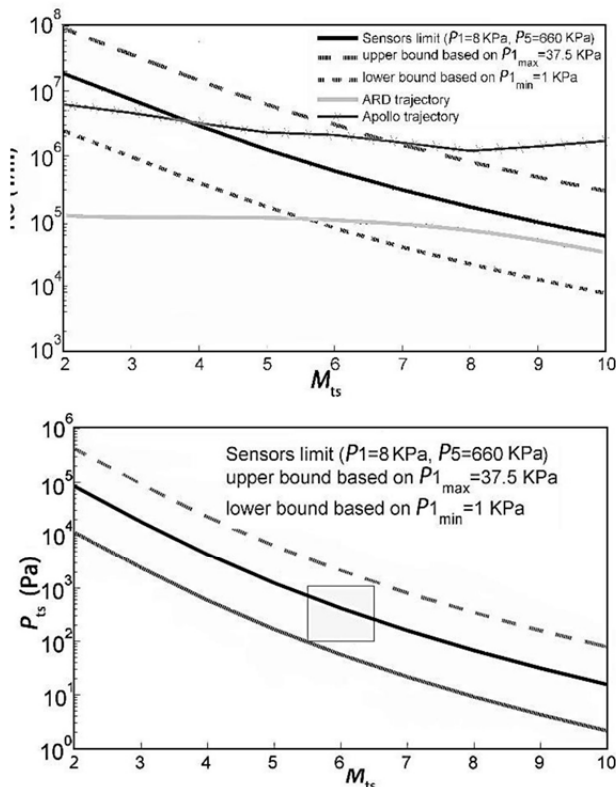 10⁸
10⁷
10⁶
10⁵
10⁴
10³
Sensors limit (P1=8 KPa, P5=660 KPa)
upper bound based on P1max=37.5 KPa
lower bound based on P1min=1 KPa
ARD trajectory
Apollo trajectory
2 3 4 5 6 7 8 9 10
Mts
10⁶
10⁵
10⁴
10³
10²
10¹
10⁰
Pts (Pa)
Sensors limit (P1=8 KPa, P5=660 KPa)
upper bound based on P1max=37.5 KPa
lower bound based on P1min=1 KPa
2 3 4 5 6 7 8 9 10
Mts